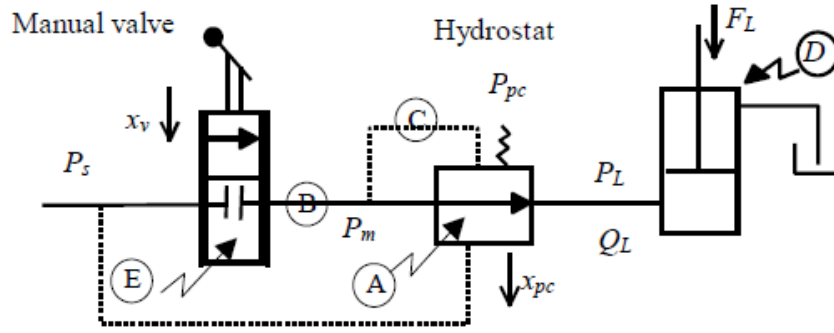 Manual valve
Hydrostat
F_L
D
P_pc
x_v
C
P_s
P_L
B
P_m
Q_L
E
A
x_pc